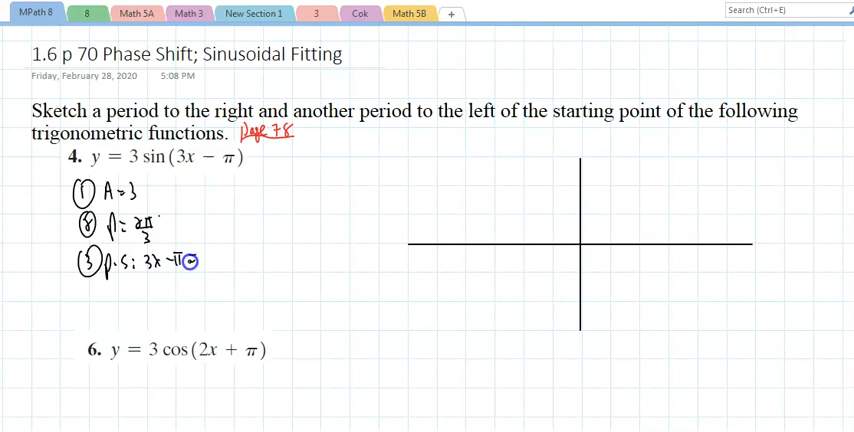 MPath 8 8 Math 5A Math 3 New Section 1 3 Cok Math 5B + Search (Ctrl+E)
1.6 p 70 Phase Shift; Sinusoidal Fitting
Friday, February 28, 2020 5:08 PM
Sketch a period to the right and another period to the left of the starting point of the following
trigonometric functions. page 78
4. y = 3 sin(3x − π)
① A = 3
P = 2π/3
③ p.s: 3x − π =
6. y = 3 cos(2x + π)